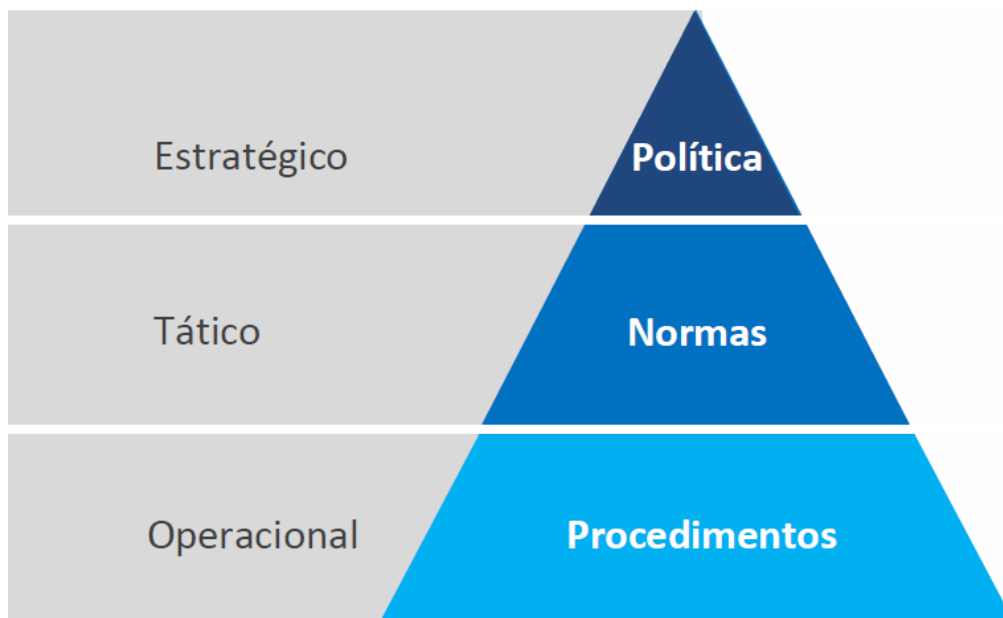 Estratégico Política
Tático Normas
Operacional Procedimentos